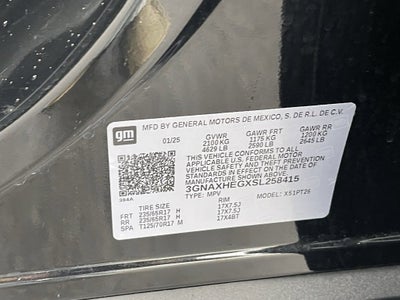 gm
MFD BY GENERAL MOTORS DE MEXICO, S. DE R.L. DE C.V.
01/25 GVWR GAWR FRT GAWR RR
2100 KG 1175 KG 1200 KG
4629 LB 2590 LB 2645 LB
THIS VEHICLE CONFORMS TO ALL
APPLICABLE U.S. FEDERAL MOTOR
VEHICLE SAFETY AND THEFT PREVENTION
STANDARDS IN EFFECT ON THE DATE OF
MANUFACTURE SHOWN ABOVE.
3GNAXHEGXSL258415
TYPE: MPV MODEL: XS1PT26
394A
TIRE SIZE RIM
FRT 235/65R17 H 17X7.5J
RR 235/65R17 H 17X7.5J
SPA T125/70R17 M 17X4BT